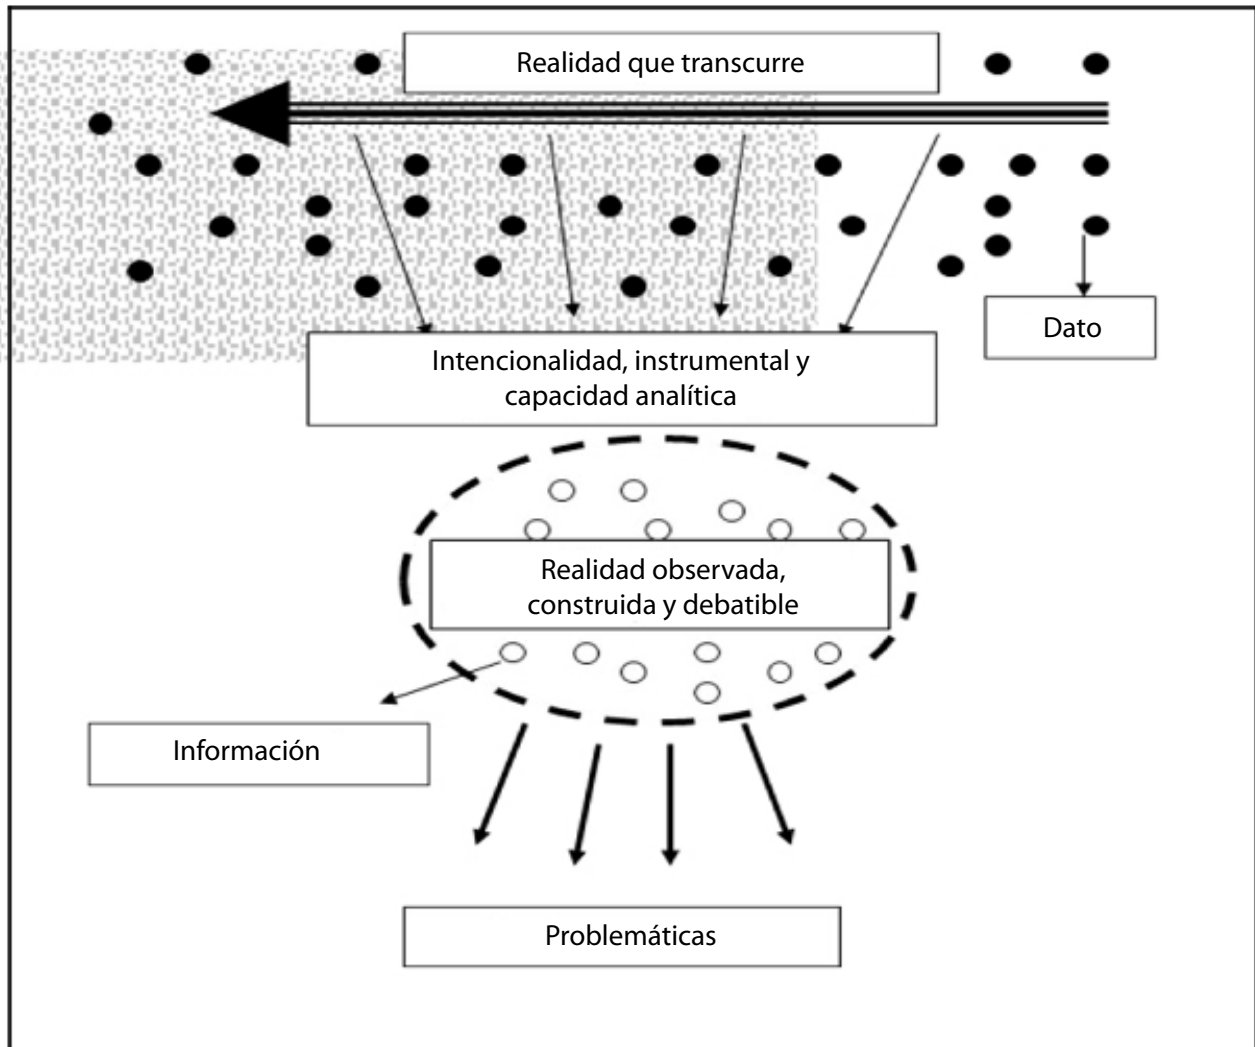 Realidad que transcurre
Dato
Intencionalidad, instrumental y
capacidad analítica
Realidad observada,
construida y debatible
Información
Problemáticas